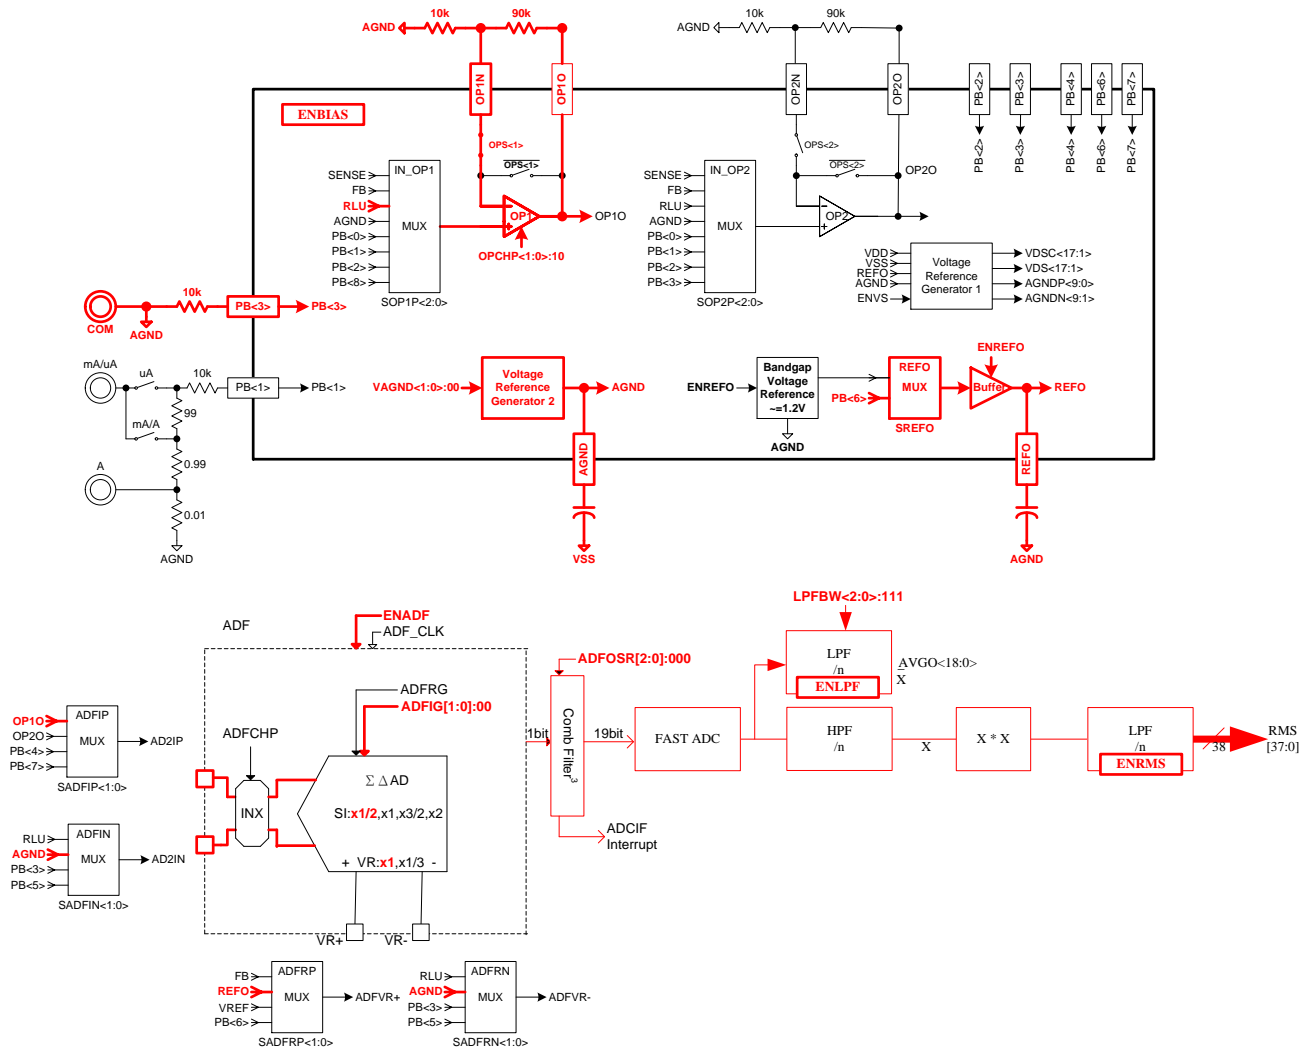 10k
90k
AGND
OP1N
OP1O
10k
90k
AGND
OP2N
OP2O
PB<2>
PB<3>
PB<4>
PB<6>
PB<7>
PB<2>
PB<3>
PB<4>
PB<6>
PB<7>
ENBIAS
OPS<1>
OPS<1>
OPS<2>
OPS<2>
OP2O
IN_OP1
SENSE
FB
RLU
AGND
PB<0>
PB<1>
PB<2>
PB<8>
MUX
SOP1P<2:0>
OP1
OP1O
OPCHP<1:0>:10
IN_OP2
SENSE
FB
RLU
AGND
PB<0>
PB<1>
PB<2>
PB<3>
MUX
SOP2P<2:0>
OP2
VDD
VSS
REFO
AGND
ENVS
Voltage
Reference
Generator 1
VDSC<17:1>
VDS<17:1>
AGNDP<9:0>
AGNDN<9:1>
COM
AGND
10k
PB<3>
PB<3>
mA/uA
uA
10k
PB<1>
PB<1>
99
mA/A
0.99
A
0.01
AGND
VAGND<1:0>:00
Voltage
Reference
Generator 2
AGND
AGND
VSS
ENREFO
Bandgap
Voltage
Reference
~=1.2V
AGND
PB<6>
REFO
MUX
SREFO
ENREFO
Buffer
REFO
REFO
AGND
ADF
ENADF
ADF_CLK
ADFRG
ADFIG[1:0]:00
ADFCHP
INX
Σ Δ AD
SI:x1/2,x1,x3/2,x2
+ VR:x1,x1/3 -
VR+
VR-
1bit
ADFOSR[2:0]:000
Comb Filter3
19bit
ADCIF
Interrupt
FAST ADC
LPFBW<2:0>:111
LPF
/n
ENLPF
AVGO<18:0>
X
HPF
/n
X
X * X
LPF
/n
ENRMS
38
RMS
[37:0]
ADFIP
OP1O
OP2O
PB<4>
PB<7>
MUX
AD2IP
SADFIP<1:0>
ADFIN
RLU
AGND
PB<3>
PB<5>
MUX
AD2IN
SADFIN<1:0>
ADFRP
FB
REFO
VREF
PB<6>
MUX
ADFVR+
SADFRP<1:0>
ADFRN
RLU
AGND
PB<3>
PB<5>
MUX
ADFVR-
SADFRN<1:0>